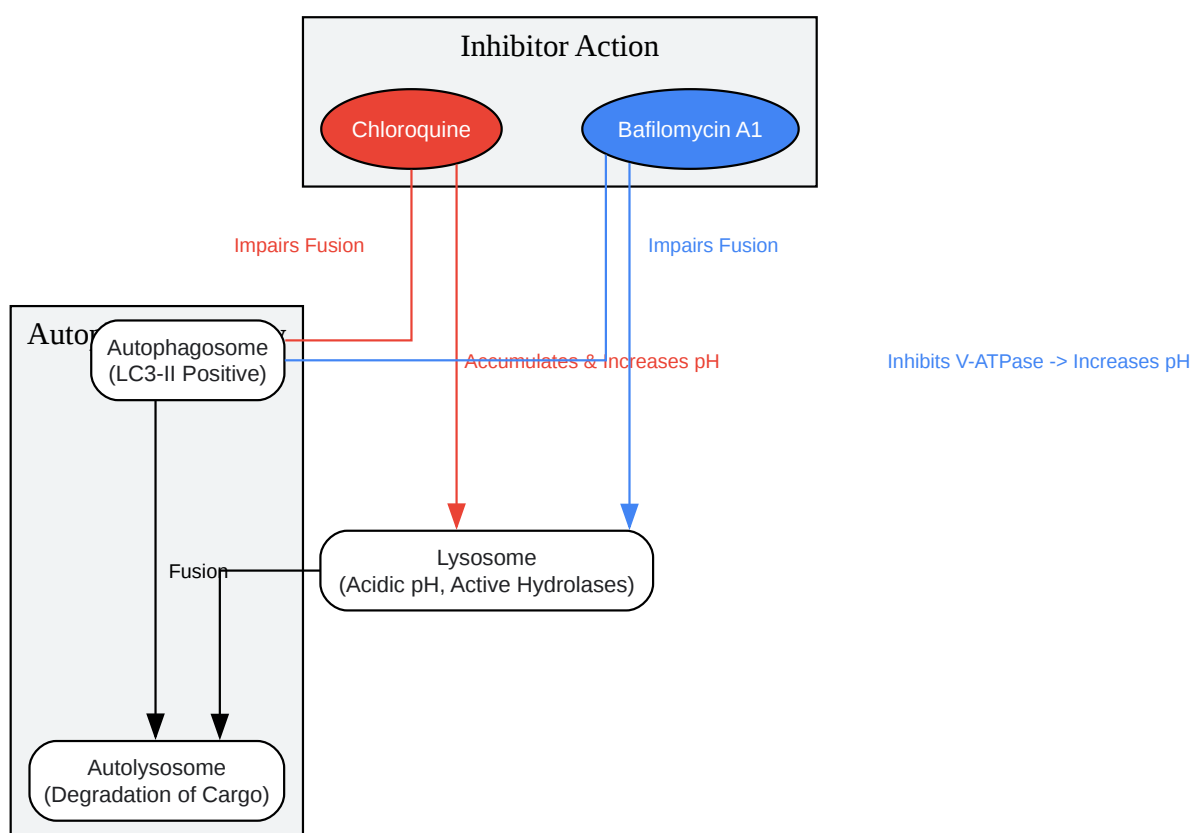 Inhibitor Action
Chloroquine
Bafilomycin A1
Impairs Fusion
Impairs Fusion
Autophagosome
(LC3-II Positive)
Accumulates & Increases pH
Inhibits V-ATPase -> Increases pH
Lysosome
(Acidic pH, Active Hydrolases)
Fusion
Autolysosome
(Degradation of Cargo)